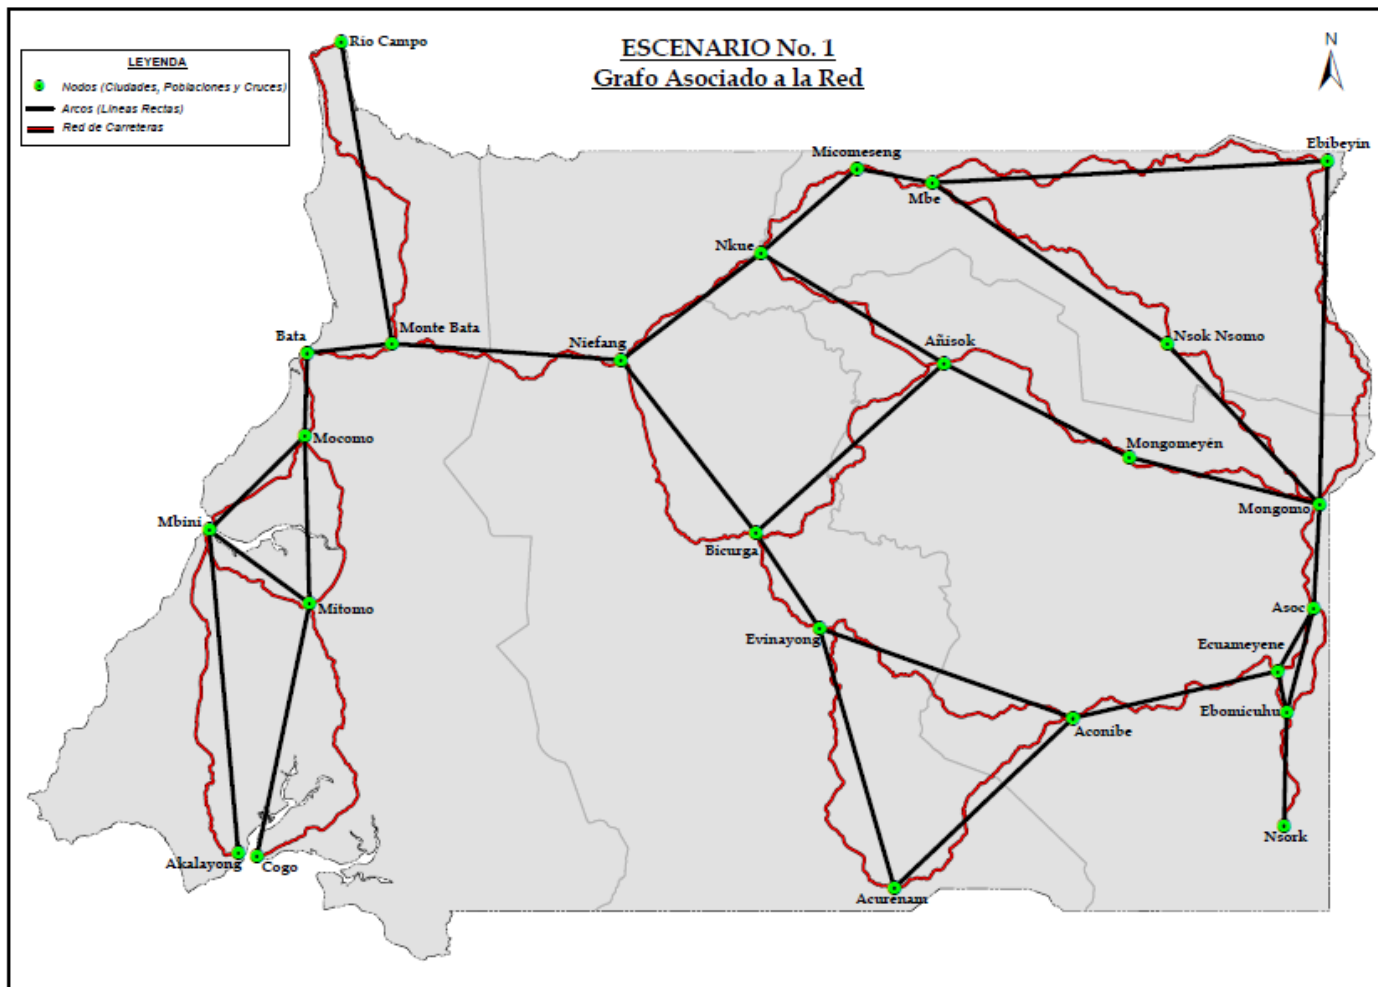 ESCENARIO No. 1
Grafo Asociado a la Red
LEYENDA
Nodos (Ciudades, Poblaciones y Cruces)
Arcos (Lineas Rectas)
Red de Carreteras
N
Rio Campo
Micomeseng
Ebibeyin
Mbe
Nkue
Bata
Monte Bata
Niefang
Añisok
Nsok Nsomo
Mocomo
Mongomeyén
Mongomo
Mbini
Bicurga
Mitomo
Asoc
Evinayong
Ecuameyene
Ebomicuhu
Aconibe
Nsork
Akalayong
Cogo
Acurenam